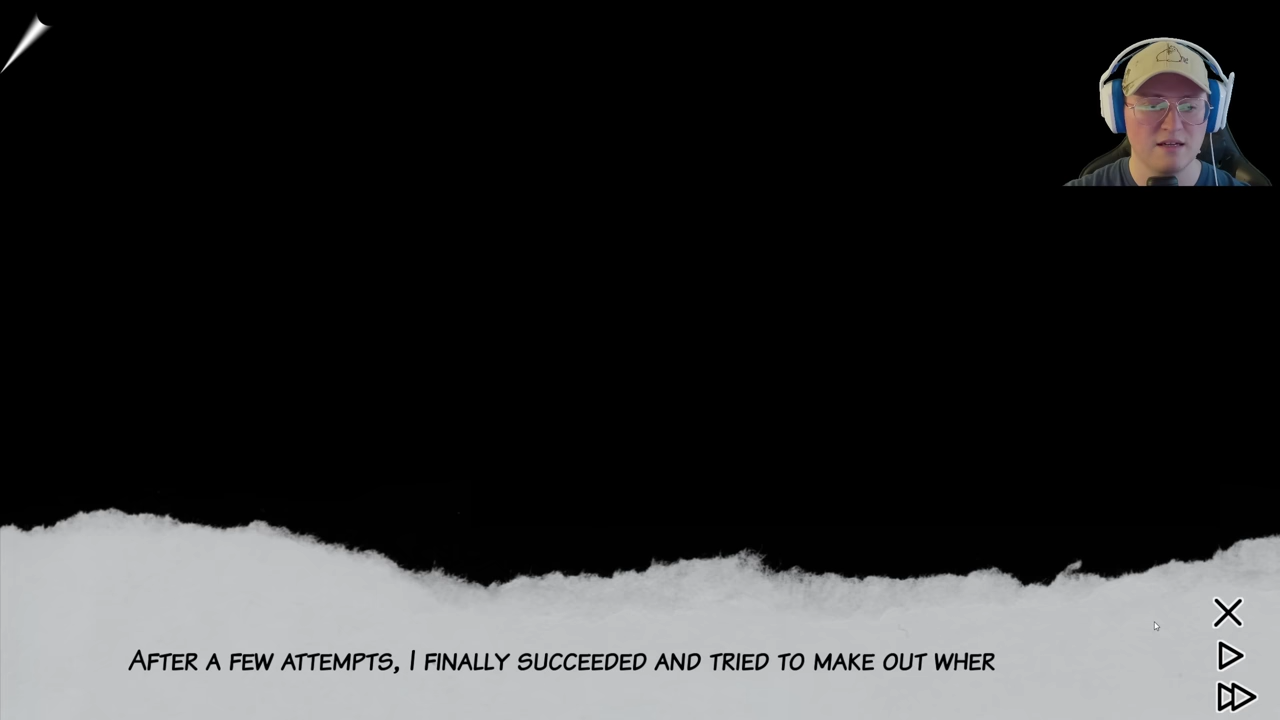 After a few attempts, I finally succeeded and tried to make out wher